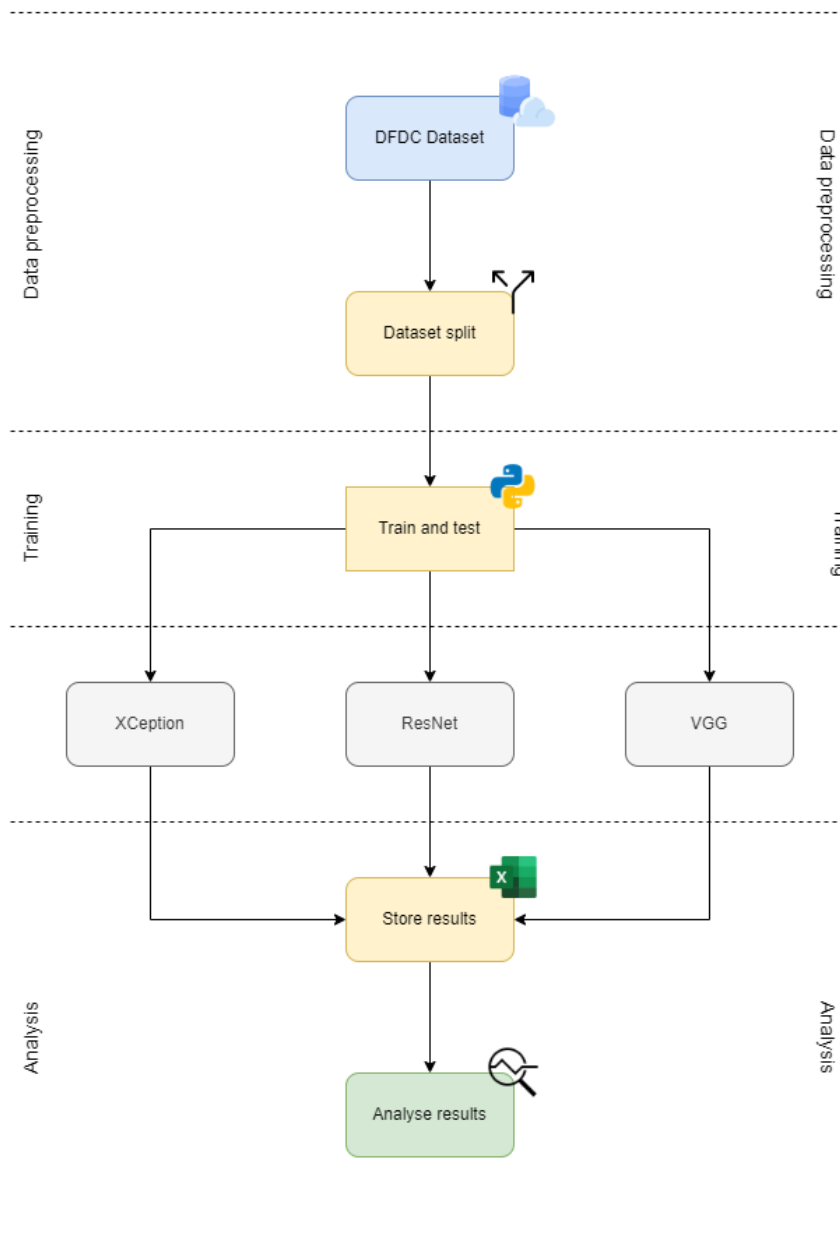 Data preprocessing
DFDC Dataset
Data preprocessing
Dataset split
Training
Train and test
Training
XCeption
ResNet
VGG
X
Store results
Analysis
Analysis
Analyse results